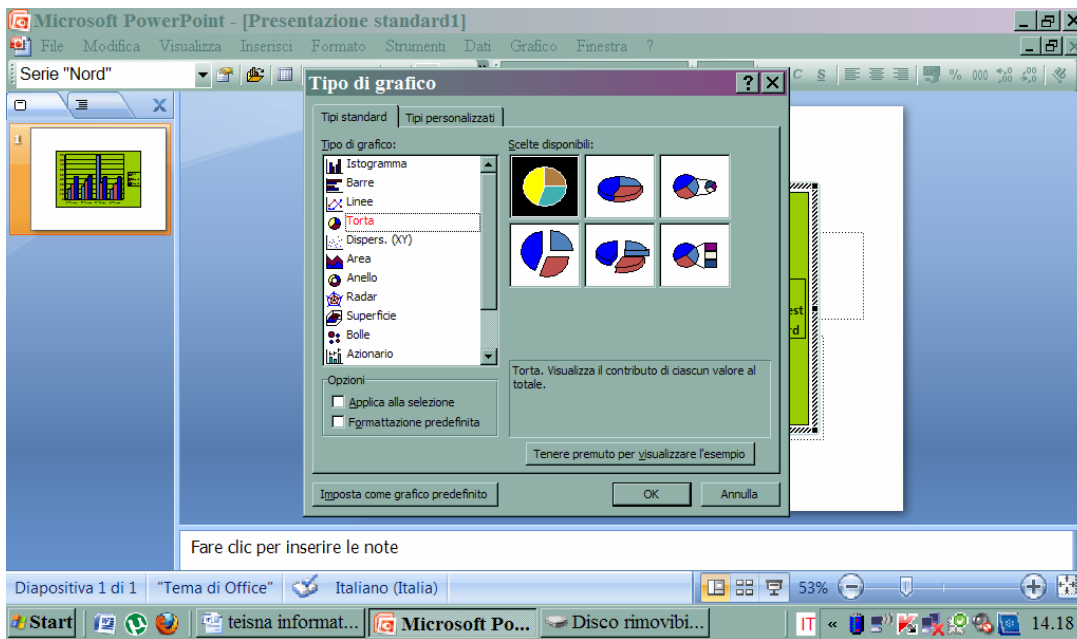 Microsoft PowerPoint - [Presentazione standard1]
File Modifica Visualizza Inserisci Formato Strumenti Dati Grafico Finestra ?
Serie "Nord"
C S % 000
Tipo di grafico
Tipi standard Tipi personalizzati
Tipo di grafico:
Istogramma
Barre
Linee
Torta
Dispers. (XY)
Area
Anello
Radar
Superficie
Bolle
Azionario
Scelte disponibili:
Opzioni
Applica alla selezione
Formattazione predefinita
Torta. Visualizza il contributo di ciascun valore al
totale.
Tenere premuto per visualizzare l'esempio
Imposta come grafico predefinito OK Annulla
1
est
d
Fare clic per inserire le note
Diapositiva 1 di 1 "Tema di Office" Italiano (Italia) 53%
Start teisna informat... Microsoft Po... Disco rimovibi... IT « 14.18